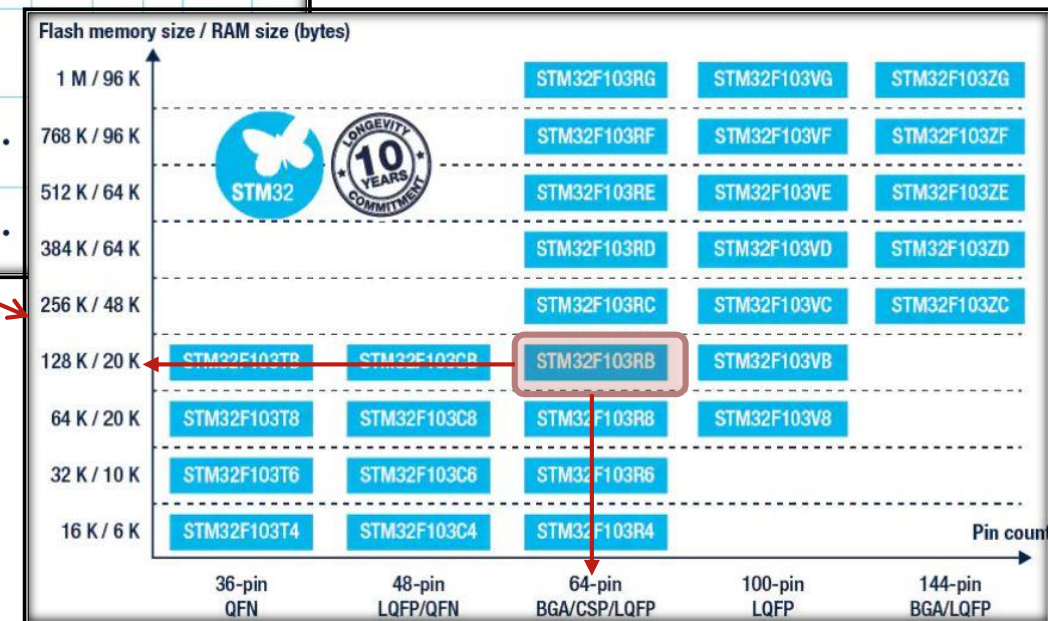 Flash memory size / RAM size (bytes)
1 M / 96 K STM32F103RG STM32F103VG STM32F103ZG
768 K / 96 K STM32F103RF STM32F103VF STM32F103ZF
LONGEVITY
10
YEARS
COMMITMENT
STM32
512 K / 64 K STM32F103RE STM32F103VE STM32F103ZE
384 K / 64 K STM32F103RD STM32F103VD STM32F103ZD
256 K / 48 K STM32F103RC STM32F103VC STM32F103ZC
128 K / 20 K STM32F103TB STM32F103CB STM32F103RB STM32F103VB
64 K / 20 K STM32F103T8 STM32F103C8 STM32F103R8 STM32F103V8
32 K / 10 K STM32F103T6 STM32F103C6 STM32F103R6
16 K / 6 K STM32F103T4 STM32F103C4 STM32F103R4 Pin count
36-pin 48-pin 64-pin 100-pin 144-pin
QFN LQFP/QFN BGA/CSP/LQFP LQFP BGA/LQFP